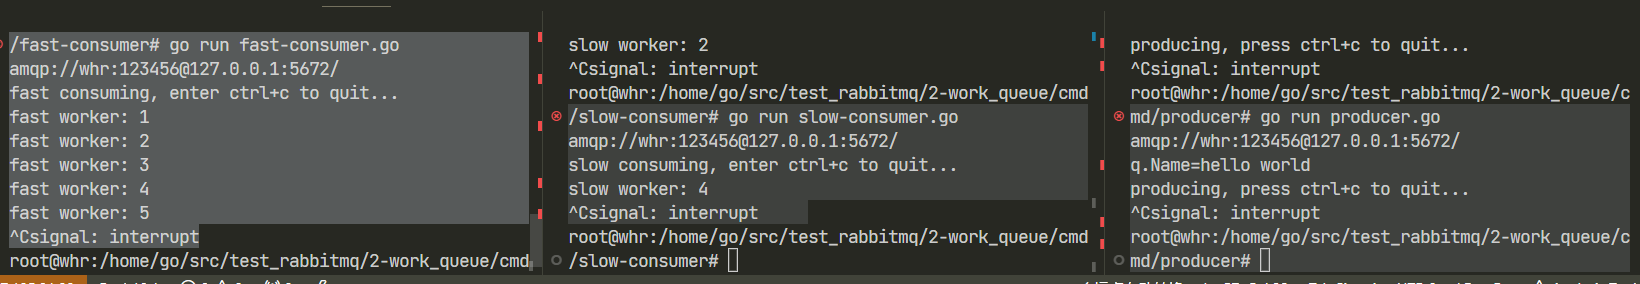 /fast-consumer# go run fast-consumer.go
amqp://whr:123456@127.0.0.1:5672/
fast consuming, enter ctrl+c to quit...
fast worker: 1
fast worker: 2
fast worker: 3
fast worker: 4
fast worker: 5
^Csignal: interrupt
root@whr:/home/go/src/test_rabbitmq/2-work_queue/cmd
slow worker: 2
^Csignal: interrupt
root@whr:/home/go/src/test_rabbitmq/2-work_queue/cmd
/slow-consumer# go run slow-consumer.go
amqp://whr:123456@127.0.0.1:5672/
slow consuming, enter ctrl+c to quit...
slow worker: 4
^Csignal: interrupt
root@whr:/home/go/src/test_rabbitmq/2-work_queue/cmd
/slow-consumer#
producing, press ctrl+c to quit...
^Csignal: interrupt
root@whr:/home/go/src/test_rabbitmq/2-work_queue/c
md/producer# go run producer.go
amqp://whr:123456@127.0.0.1:5672/
q.Name=hello world
producing, press ctrl+c to quit...
^Csignal: interrupt
root@whr:/home/go/src/test_rabbitmq/2-work_queue/c
md/producer#